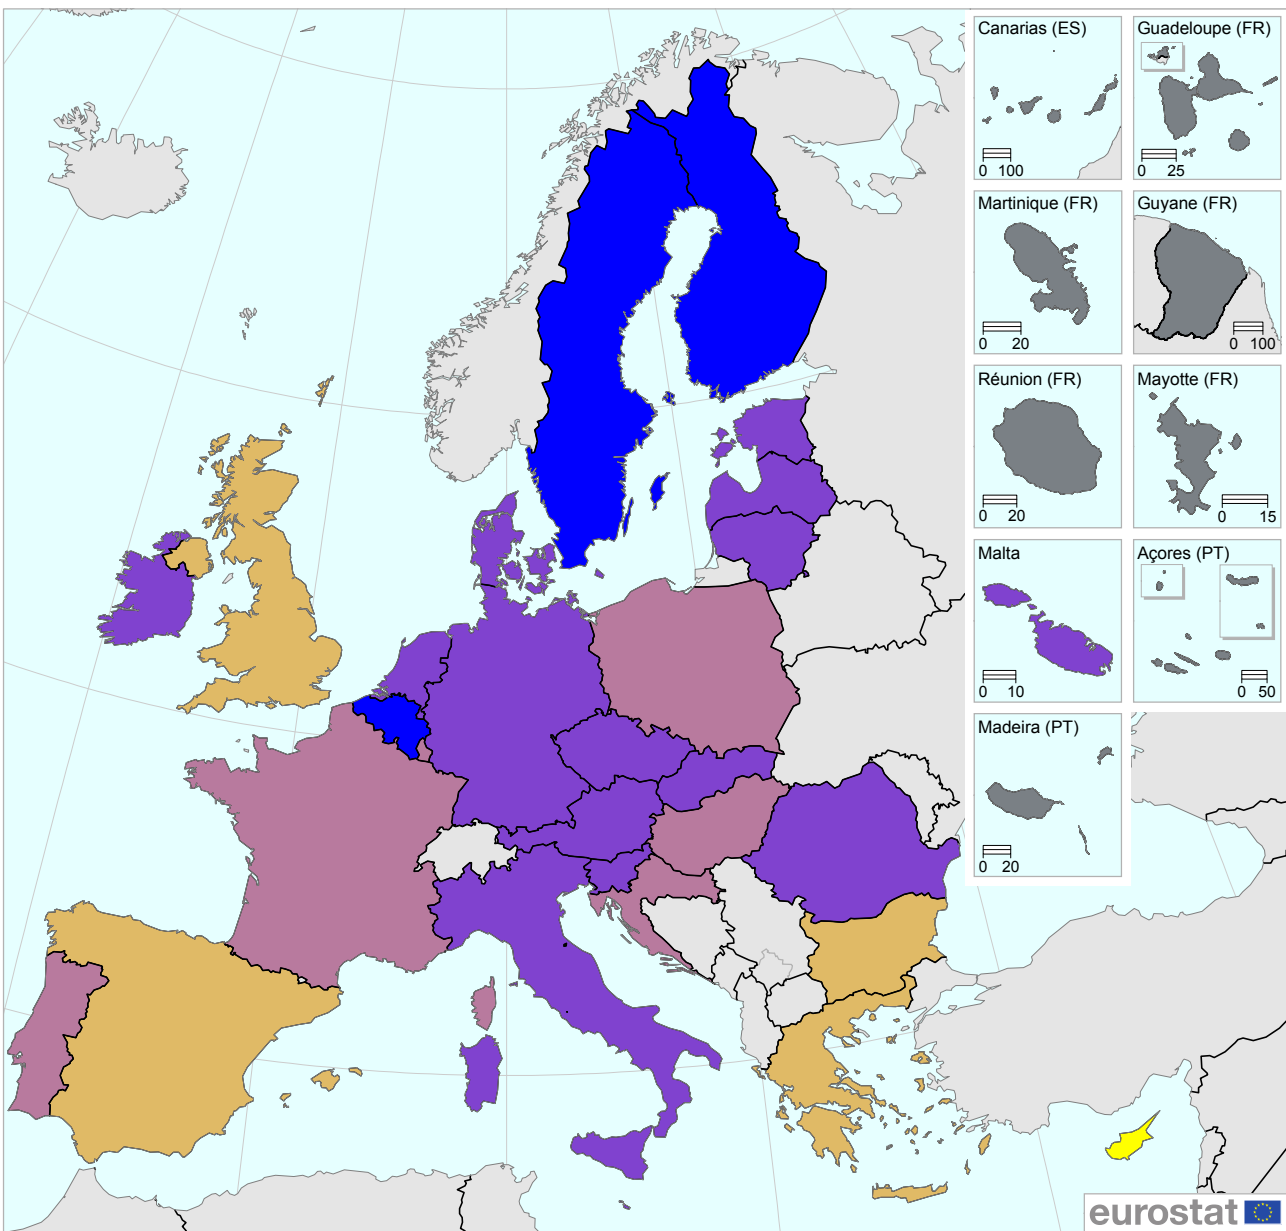 Canarias (ES)
0 100
Guadeloupe (FR)
0 25
Martinique (FR)
0 20
Guyane (FR)
0 100
Réunion (FR)
0 20
Mayotte (FR)
0 15
Malta
0 10
Açores (PT)
0 50
Madeira (PT)
0 20
eurostat